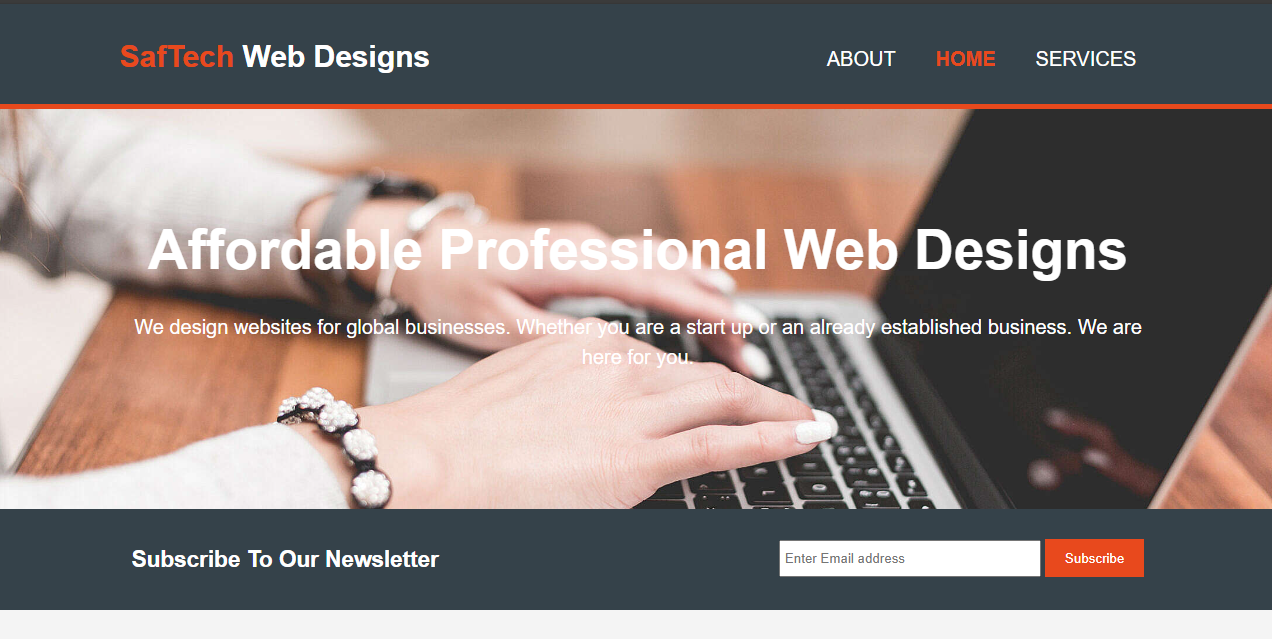 SafTech Web Designs
ABOUT HOME SERVICES
Affordable Professional Web Designs
We design websites for global businesses. Whether you are a start up or an already established business. We are
here for you.
Subscribe To Our Newsletter
Enter Email address
Subscribe